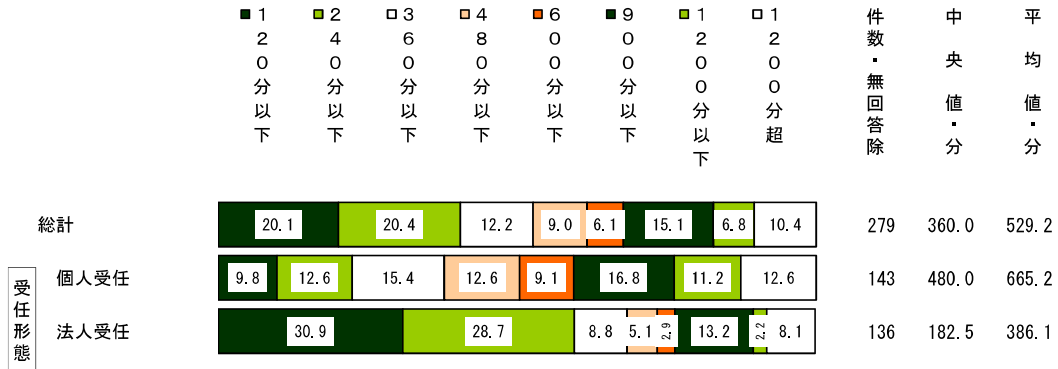 １２０分以下
２４０分以下
３６０分以下
４８０分以下
６００分以下
９００分以下
１２００分以下
１２００分超
件数・無回答除
中央値・分
平均値・分
総計 20.1 20.4 12.2 9.0 6.1 15.1 6.8 10.4 279 360.0 529.2
受任形態
個人受任 9.8 12.6 15.4 12.6 9.1 16.8 11.2 12.6 143 480.0 665.2
法人受任 30.9 28.7 8.8 5.1 2.9 13.2 2.2 8.1 136 182.5 386.1